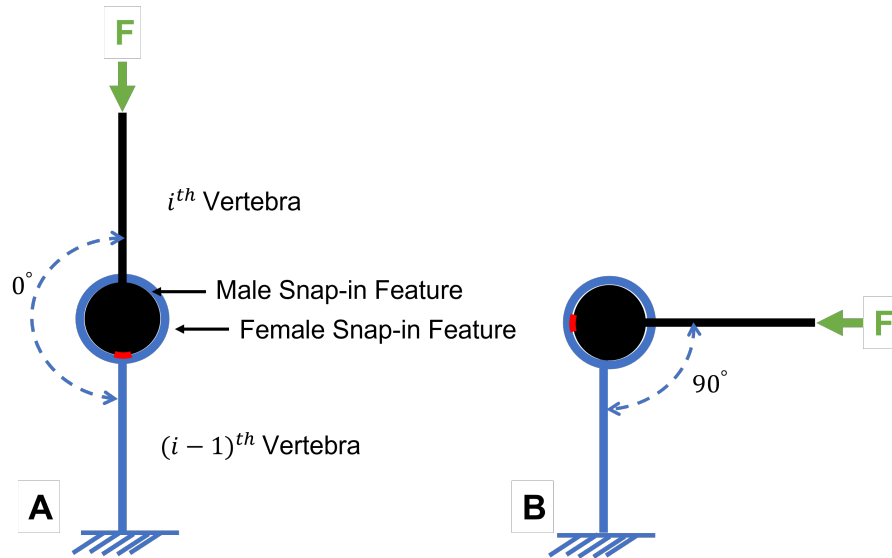 F
i^{th} Vertebra
0°
Male Snap-in Feature
Female Snap-in Feature
(i − 1)^{th} Vertebra
A
F
90°
B